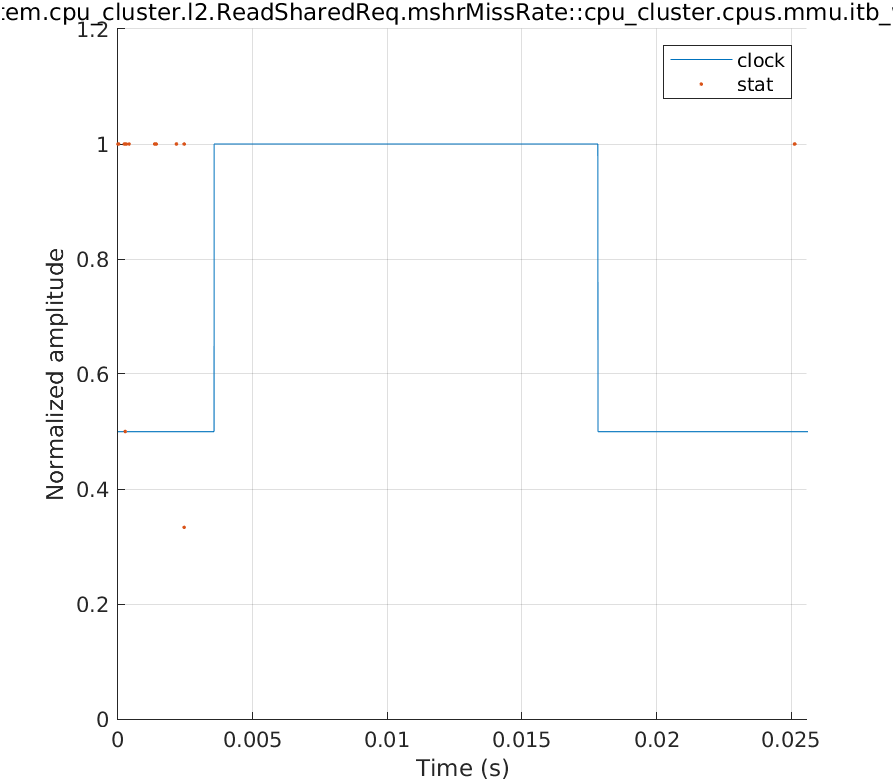 tem.cpu_cluster.l2.ReadSharedReq.mshrMissRate::cpu_cluster.cpus.mmu.itb_
clock
stat
1.2
1
0.8
0.6
0.4
0.2
0
Normalized amplitude
0 0.005 0.01 0.015 0.02 0.025
Time (s)